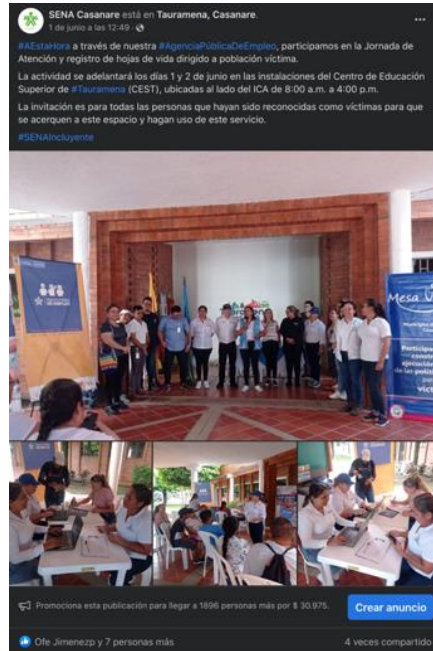 SENA Casanare está en Tauramena, Casanare.
1 de junio a las 12:49
#AEstaHora a través de nuestra #AgenciaPúblicaDeEmpleo, participamos en la Jornada de
Atención y registro de hojas de vida dirigido a población víctima.
La actividad se adelantará los días 1 y 2 de junio en las instalaciones del Centro de Educación
Superior de #Tauramena (CEST), ubicadas al lado del ICA de 8:00 a.m. a 4:00 p.m.
La invitación es para todas las personas que hayan sido reconocidas como víctimas para que
se acerquen a este espacio y hagan uso de este servicio.
#SENAIncluyente
Mesa
Participa
Promociona esta publicación para llegar a 1896 personas más por $ 30.975.
Crear anuncio
Ofe Jimenezp y 7 personas más
4 veces compartido